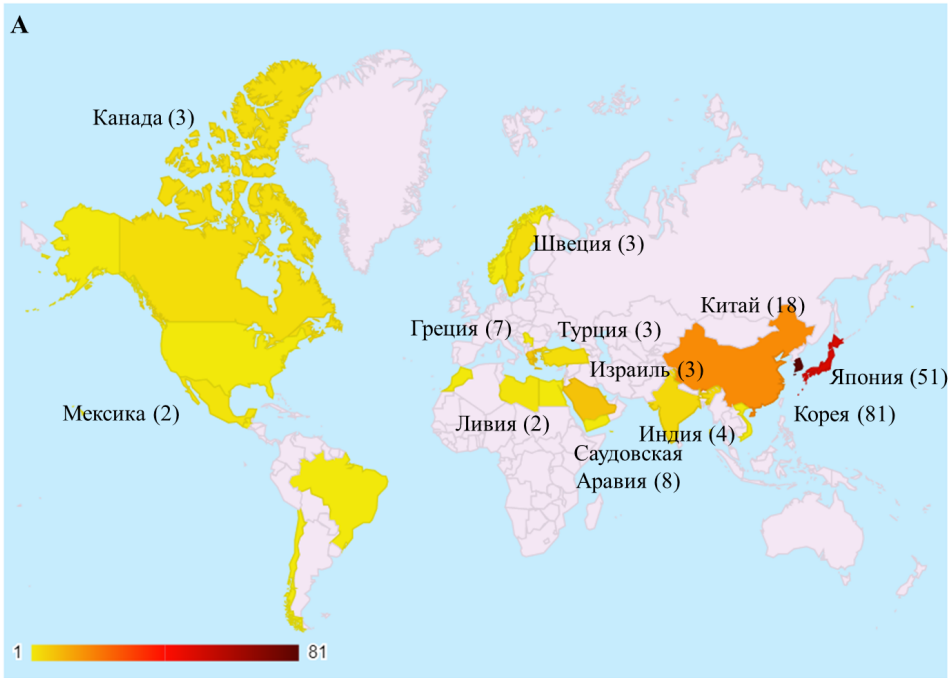 A
Канада (3)
Швеция (3)
Китай (18)
Греция (7)
Турция (3)
Израиль (3)
Япония (51)
Мексика (2)
Ливия (2)
Индия (4)
Корея (81)
Саудовская
Аравия (8)
1
81